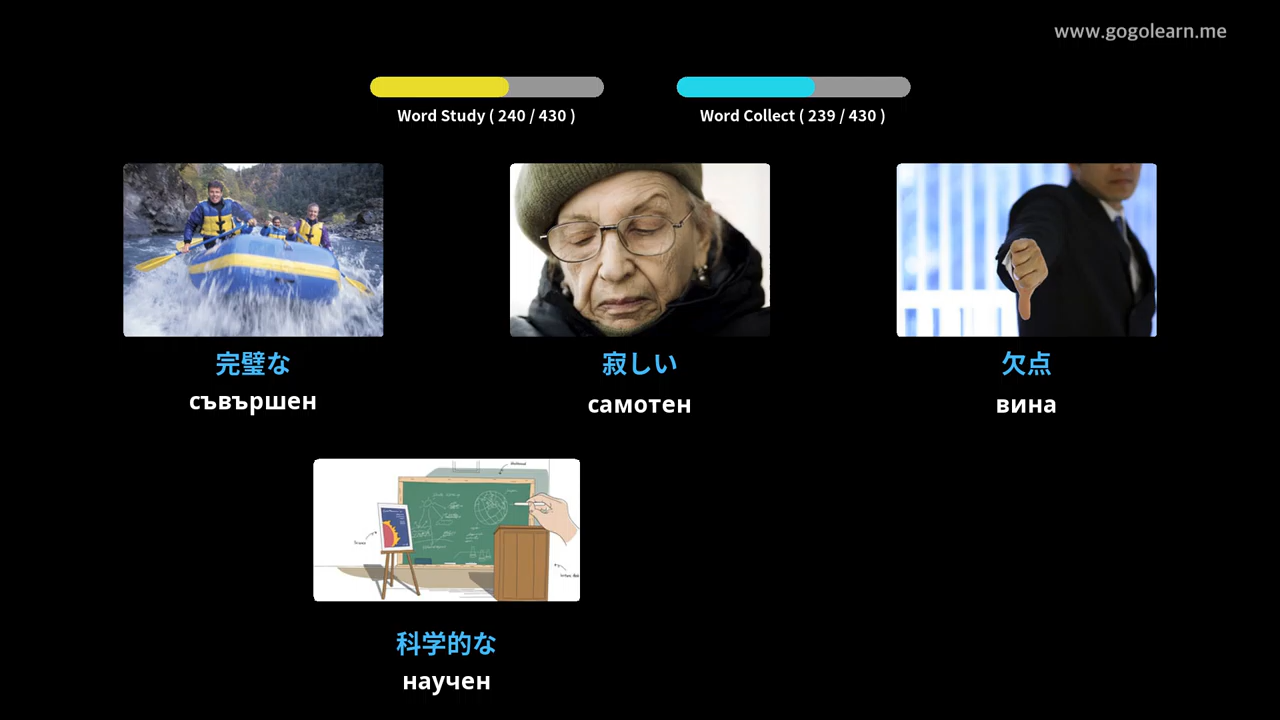 www.gogolearn.me
Word Study ( 240 / 430 )
Word Collect ( 239 / 430 )
完璧な
съвършен
寂しい
самотен
欠点
вина
科学的な
научен